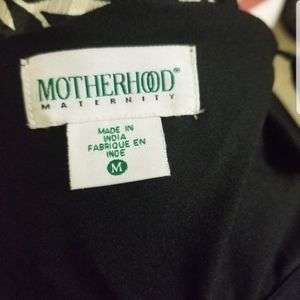 MOTHERHOOD®
MATERNITY
MADE IN
INDIA
FABRIQUE EN
INDE
M